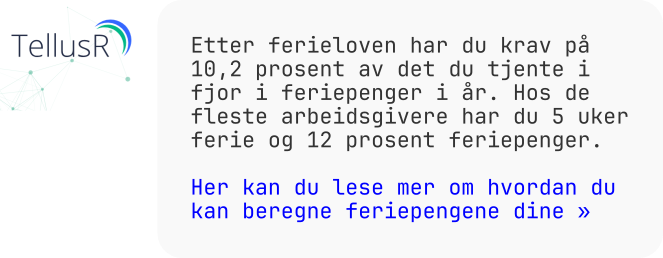 TellusR
Etter ferieloven har du krav på
10,2 prosent av det du tjente i
fjor i feriepenger i år. Hos de
fleste arbeidsgivere har du 5 uker
ferie og 12 prosent feriepenger.
Her kan du lese mer om hvordan du
kan beregne feriepengene dine »